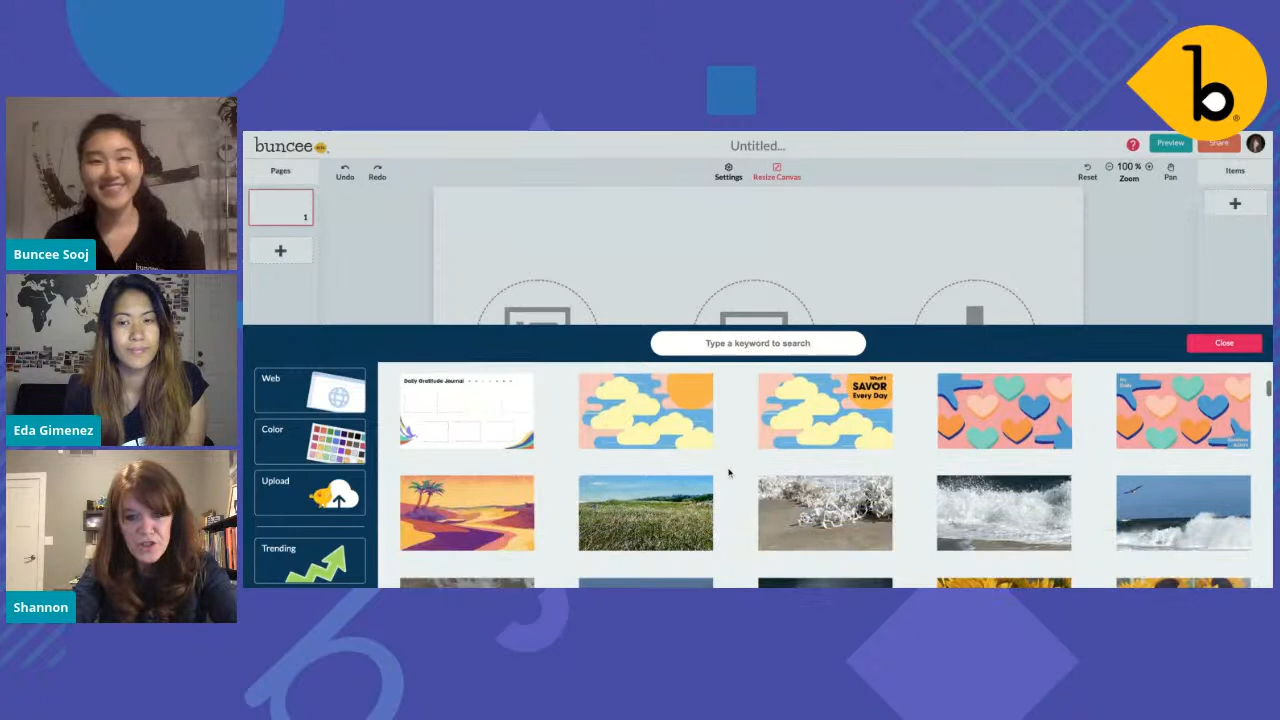 b
Buncee Sooj
Eda Gimenez
Shannon
buncee
Untitled...
?
Preview
Share
Pages
Undo
Redo
Settings
Resize Canvas
Reset
100 %
Zoom
Pan
Items
1
Type a keyword to search
Close
Web
Color
Upload
Trending
Daily Gratitude Journal
What I
SAVOR
Every Day